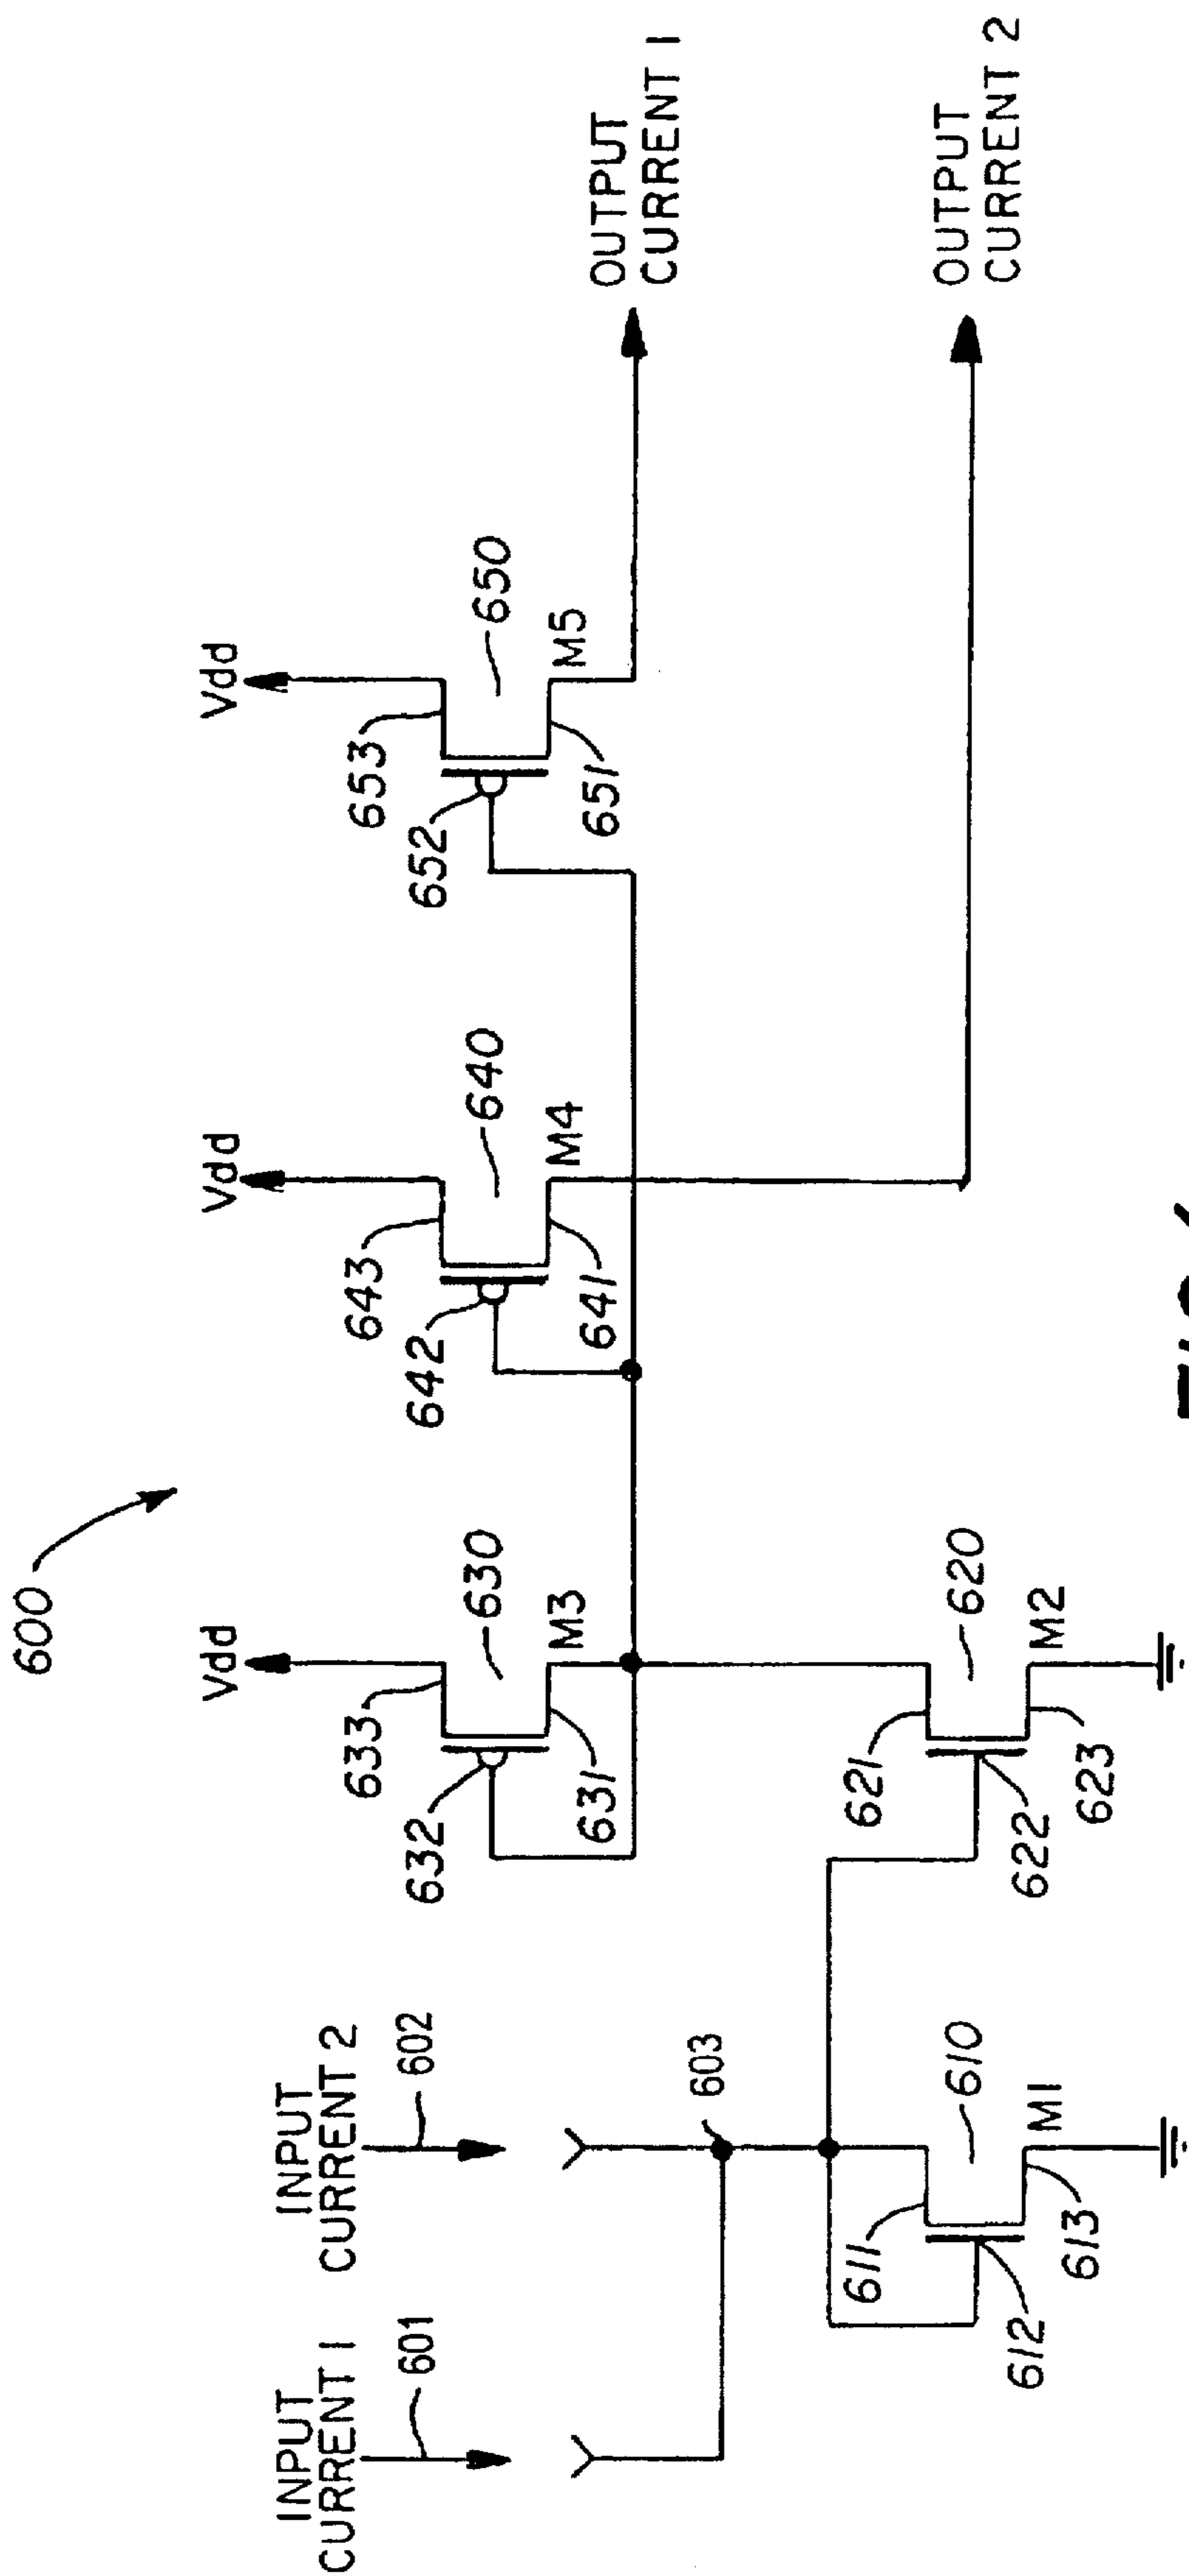 600
Vdd
Vdd
Vdd
INPUT
CURRENT 1
601
INPUT
CURRENT 2
602
603
633
632
630
M3
631
643
642
640
M4
641
653
652
650
M5
651
OUTPUT
CURRENT 1
611
610
M1
612
613
621
620
M2
622
623
OUTPUT
CURRENT 2